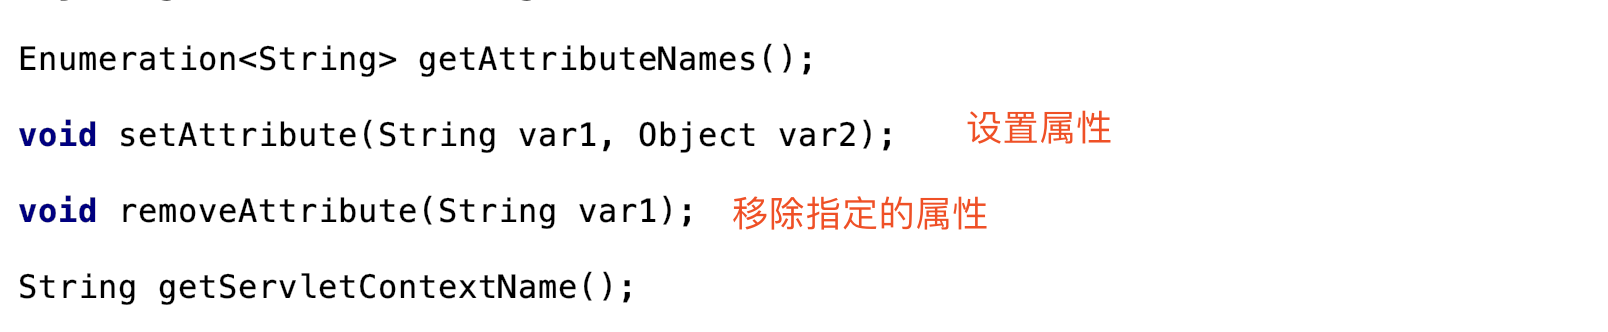 Enumeration<String> getAttributeNames();
void setAttribute(String var1, Object var2); 设置属性
void removeAttribute(String var1); 移除指定的属性
String getServletContextName();